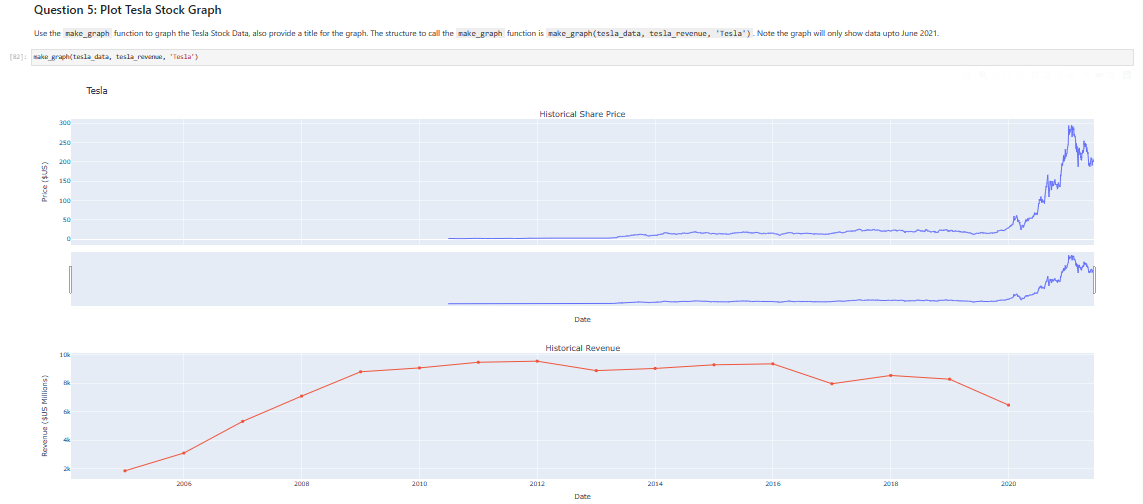 Question 5: Plot Tesla Stock Graph
Use the make_graph function to graph the Tesla Stock Data, also provide a title for the graph. The structure to call the make_graph function is make_graph(tesla_data, tesla_revenue, 'Tesla'). Note the graph will only show data upto June 2021.
[82]: make_graph(tesla_data, tesla_revenue, 'Tesla')
Tesla
Historical Share Price
300
250
200
150
100
50
0
Price ($US)
Date
Historical Revenue
10k
8k
6k
4k
2k
Revenue ($US Millions)
2006 2008 2010 2012 2014 2016 2018 2020
Date